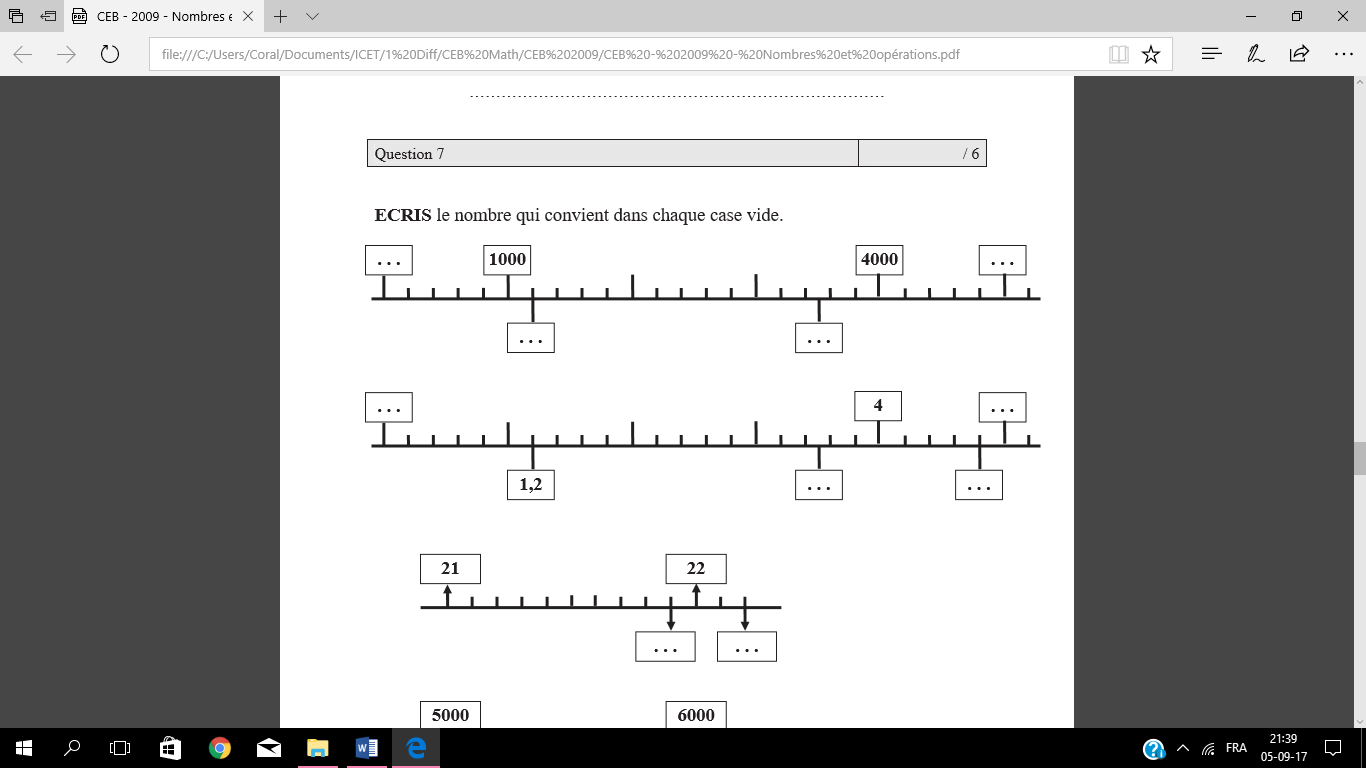 CEB - 2009 - Nombres e
file:///C:/Users/Coral/Documents/ICET/1%20Diff/CEB%20Math/CEB%202009/CEB%20-%202009%20-%20Nombres%20et%20opérations.pdf
Question 7 / 6
ECRIS le nombre qui convient dans chaque case vide.
... 1000 4000 ...
... ...
... 4 ...
1,2 ... ...
21 22
... ...
5000 6000
FRA 21:39
05-09-17